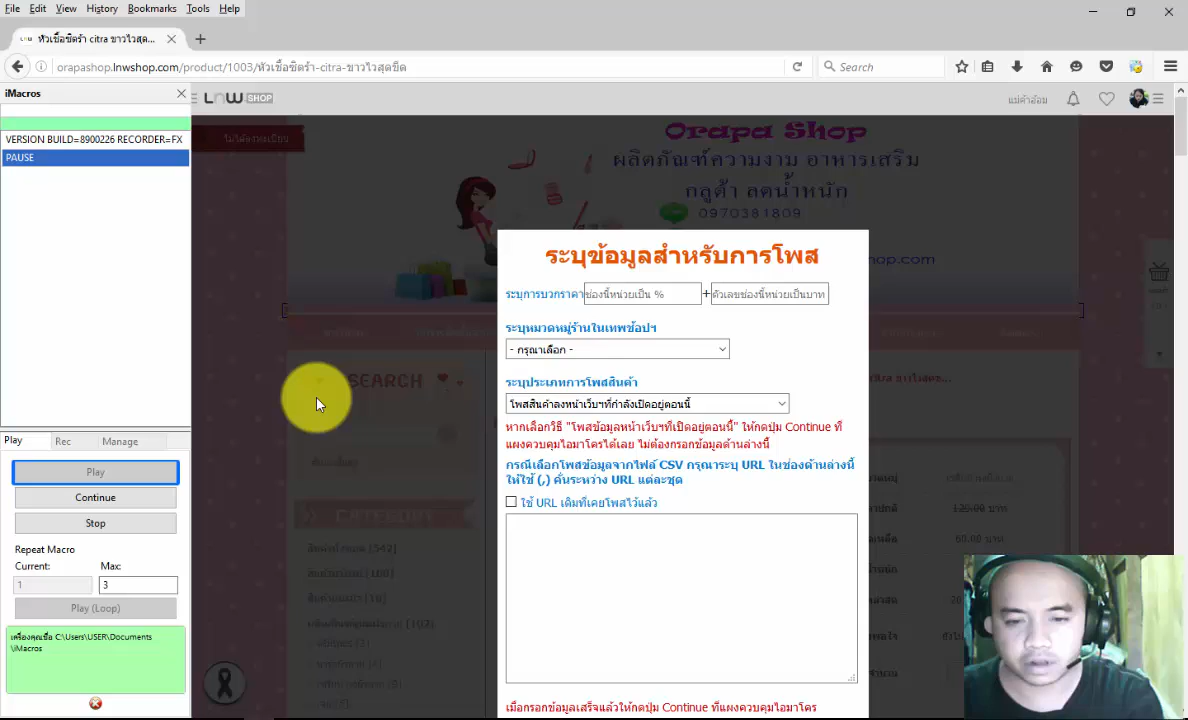 File Edit View History Bookmarks Tools Help
หัวเชื้อซิตร้า citra ขาวไวสุด...
orapashop.lnwshop.com/product/1003/หัวเชื้อซิตร้า-citra-ขาวไวสุดขีด
Search
iMacros
LnW SHOP
แม่ค้าอ้อม
VERSION BUILD=8900226 RECORDER=FX
PAUSE
Orapa Shop
ผลิตภัณฑ์ความงาม อาหารเสริม
กลูต้า ลดน้ำหนัก
0970381809
ระบุข้อมูลสำหรับการโพส
ระบุการบวกราคา ช่องนี้หน่วยเป็น % + ตัวเลขช่องนี้หน่วยเป็นบาท
ระบุหมวดหมู่ร้านในเทพช้อปฯ
- กรุณาเลือก -
ระบุประเภทการโพสสินค้า
โพสสินค้าลงหน้าเว็บฯที่กำลังเปิดอยู่ตอนนี้
หากเลือกวิธี "โพสข้อมูลหน้าเว็บฯที่เปิดอยู่ตอนนี้" ให้กดปุ่ม Continue ที่
แผงควบคุมไอมาโครได้เลย ไม่ต้องกรอกข้อมูลด้านล่างนี้
กรณีเลือกโพสข้อมูลจากไฟล์ CSV กรุณาระบุ URL ในช่องด้านล่างนี้
ให้ใช้ (,) คั่นระหว่าง URL แต่ละชุด
ใช้ URL เดิมที่เคยโพสไว้แล้ว
เมื่อกรอกข้อมูลเสร็จแล้วให้กดปุ่ม Continue ที่แผงควบคุมไอมาโคร
SEARCH
CATEGORY
Play Rec Manage
Play
Continue
Stop
Repeat Macro
Current: Max:
1 3
Play (Loop)
เครื่องคุณชื่อ C:\Users\USER\Documents
\iMacros